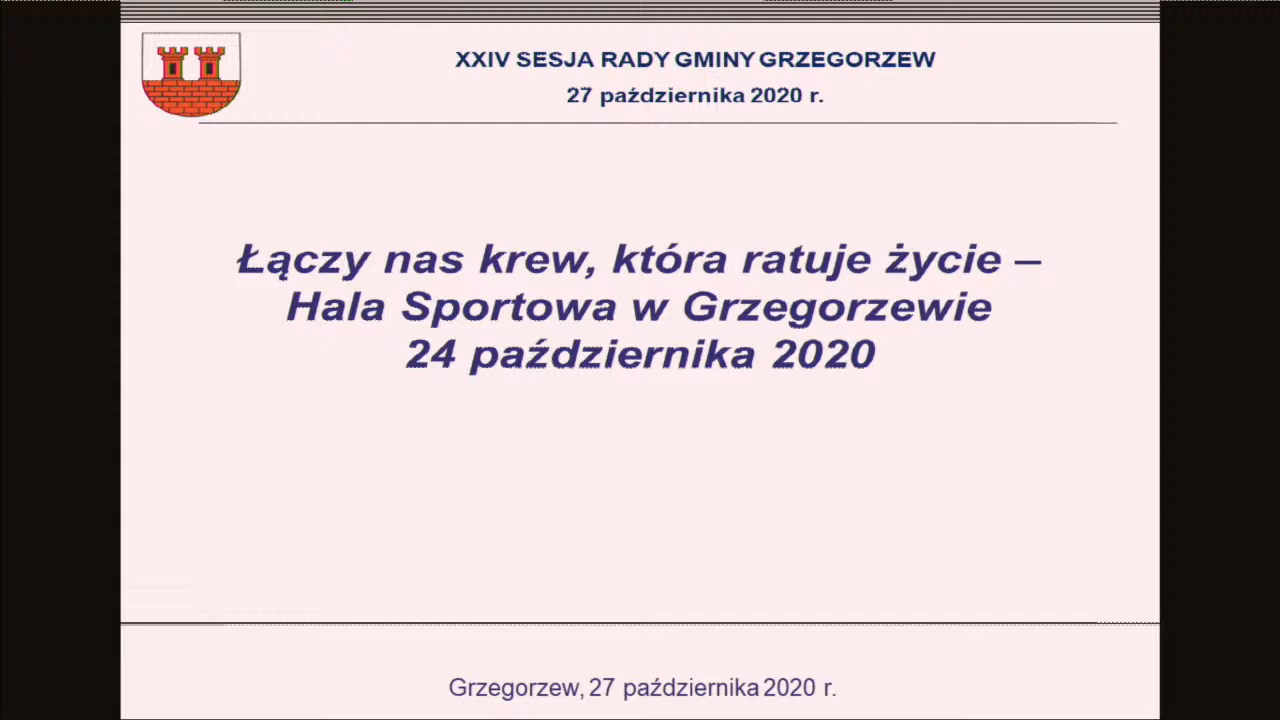 XXIV SESJA RADY GMINY GRZEGORZEW
27 października 2020 r.
Łączy nas krew, która ratuje życie –
Hala Sportowa w Grzegorzewie
24 października 2020
Grzegorzew, 27 października 2020 r.